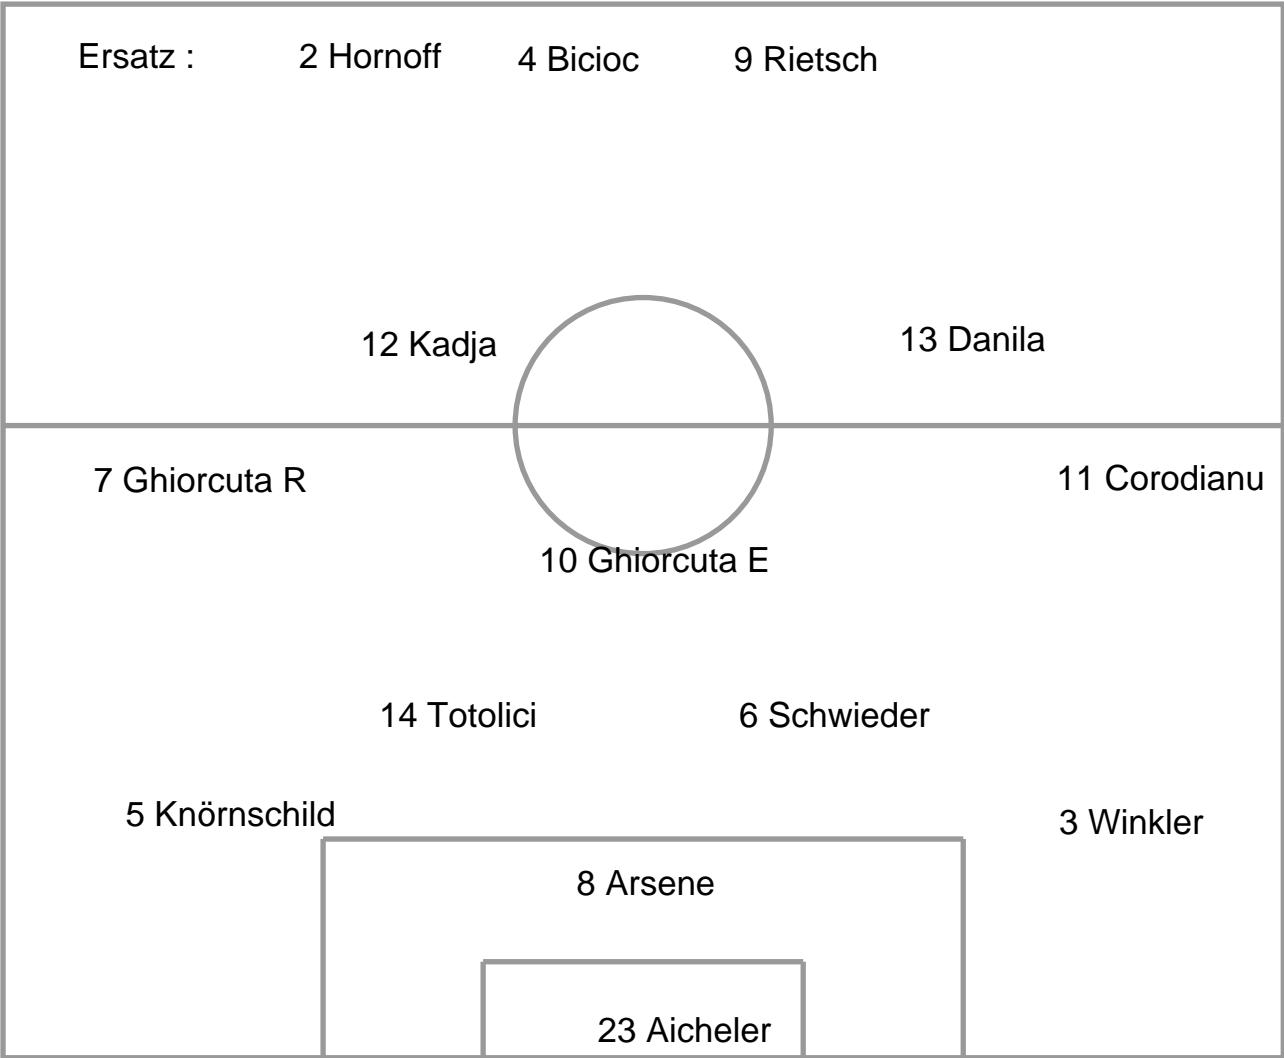 Ersatz : 2 Hornoff 4 Bicioc 9 Rietsch
12 Kadja 13 Danila
7 Ghiorcuta R 11 Corodianu
10 Ghiorcuta E
14 Totolici 6 Schwieder
5 Knörnschild 3 Winkler
8 Arsene
23 Aicheler